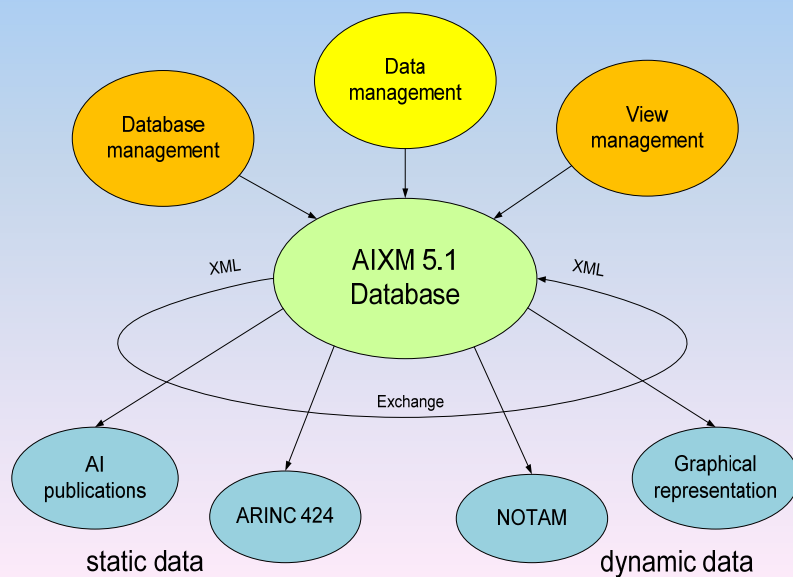 Data
management
Database
management
View
management
AIXM 5.1
Database
XML
XML
Exchange
AI
publications
ARINC 424
NOTAM
Graphical
representation
static data
dynamic data